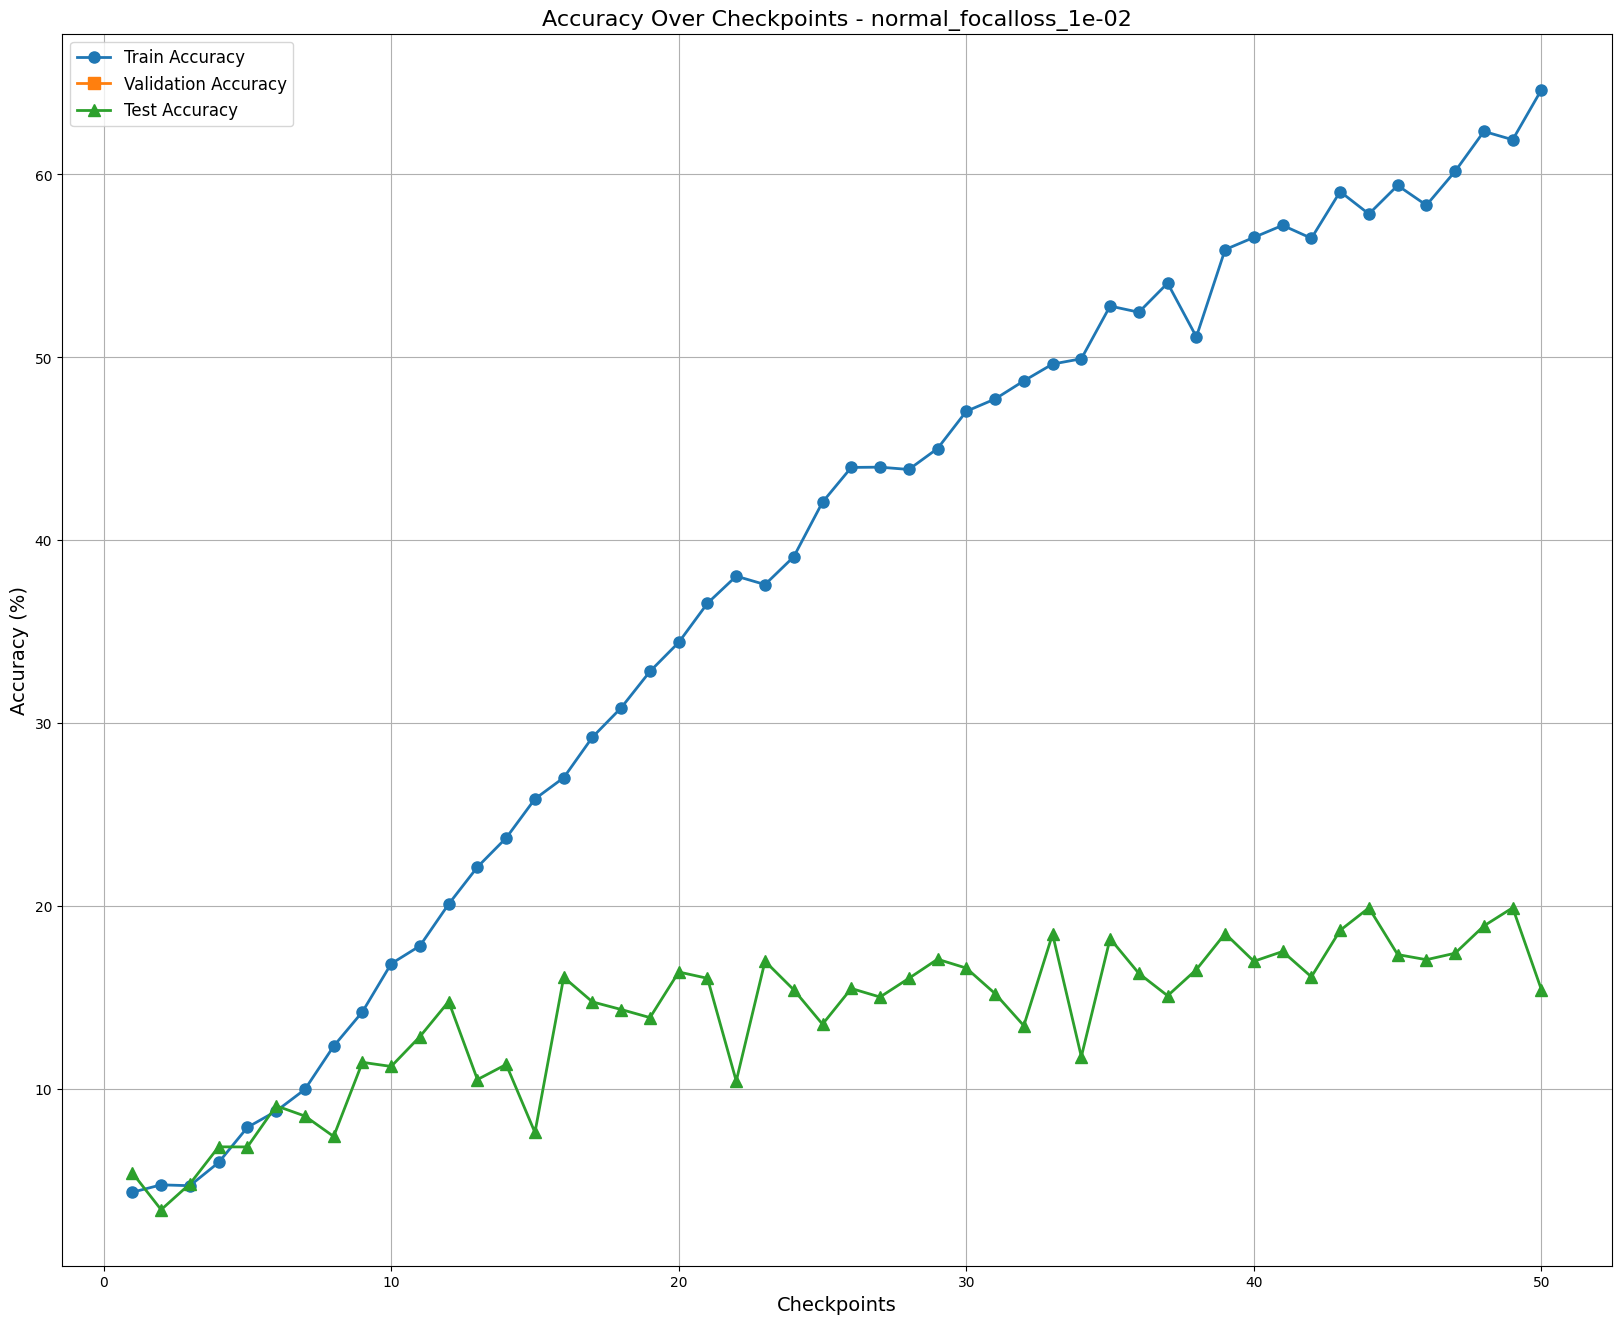 Accuracy Over Checkpoints - normal_focalloss_1e-02
Train Accuracy
Validation Accuracy
Test Accuracy
Accuracy (%)
60
50
40
30
20
10
0
10
20
30
40
50
Checkpoints